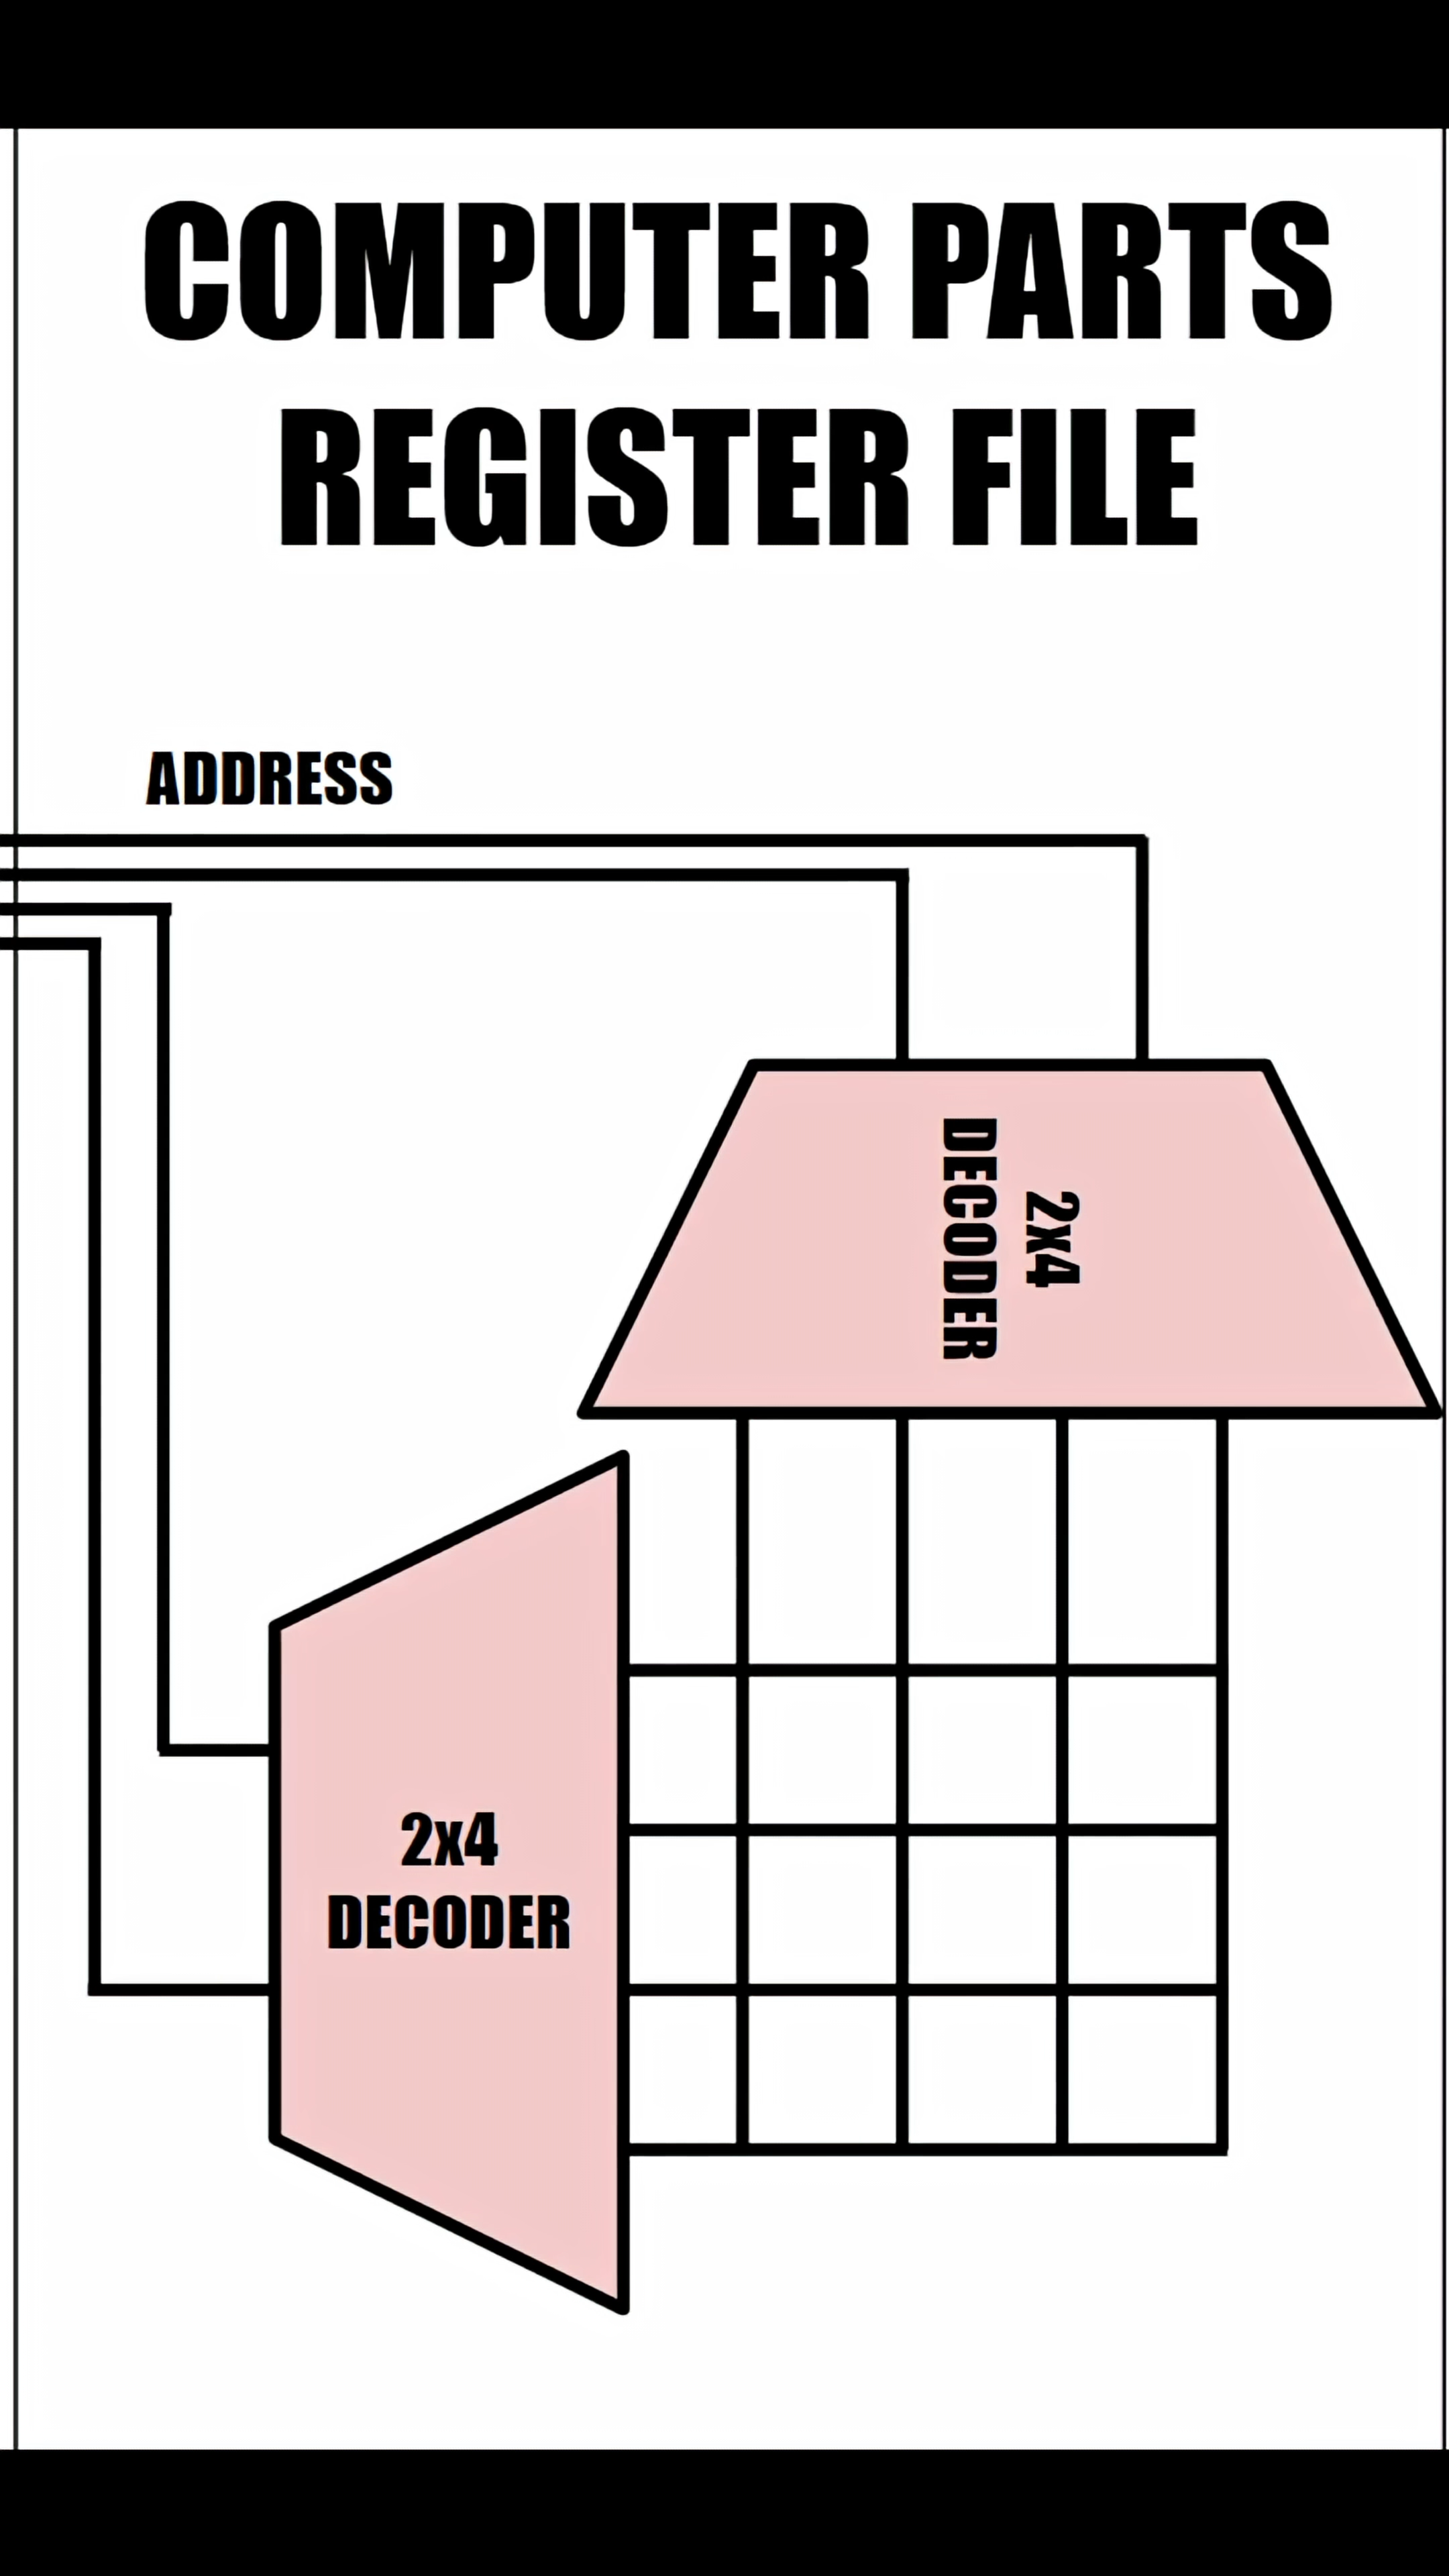 COMPUTER PARTS
REGISTER FILE
ADDRESS
2x4
DECODER
2x4
DECODER